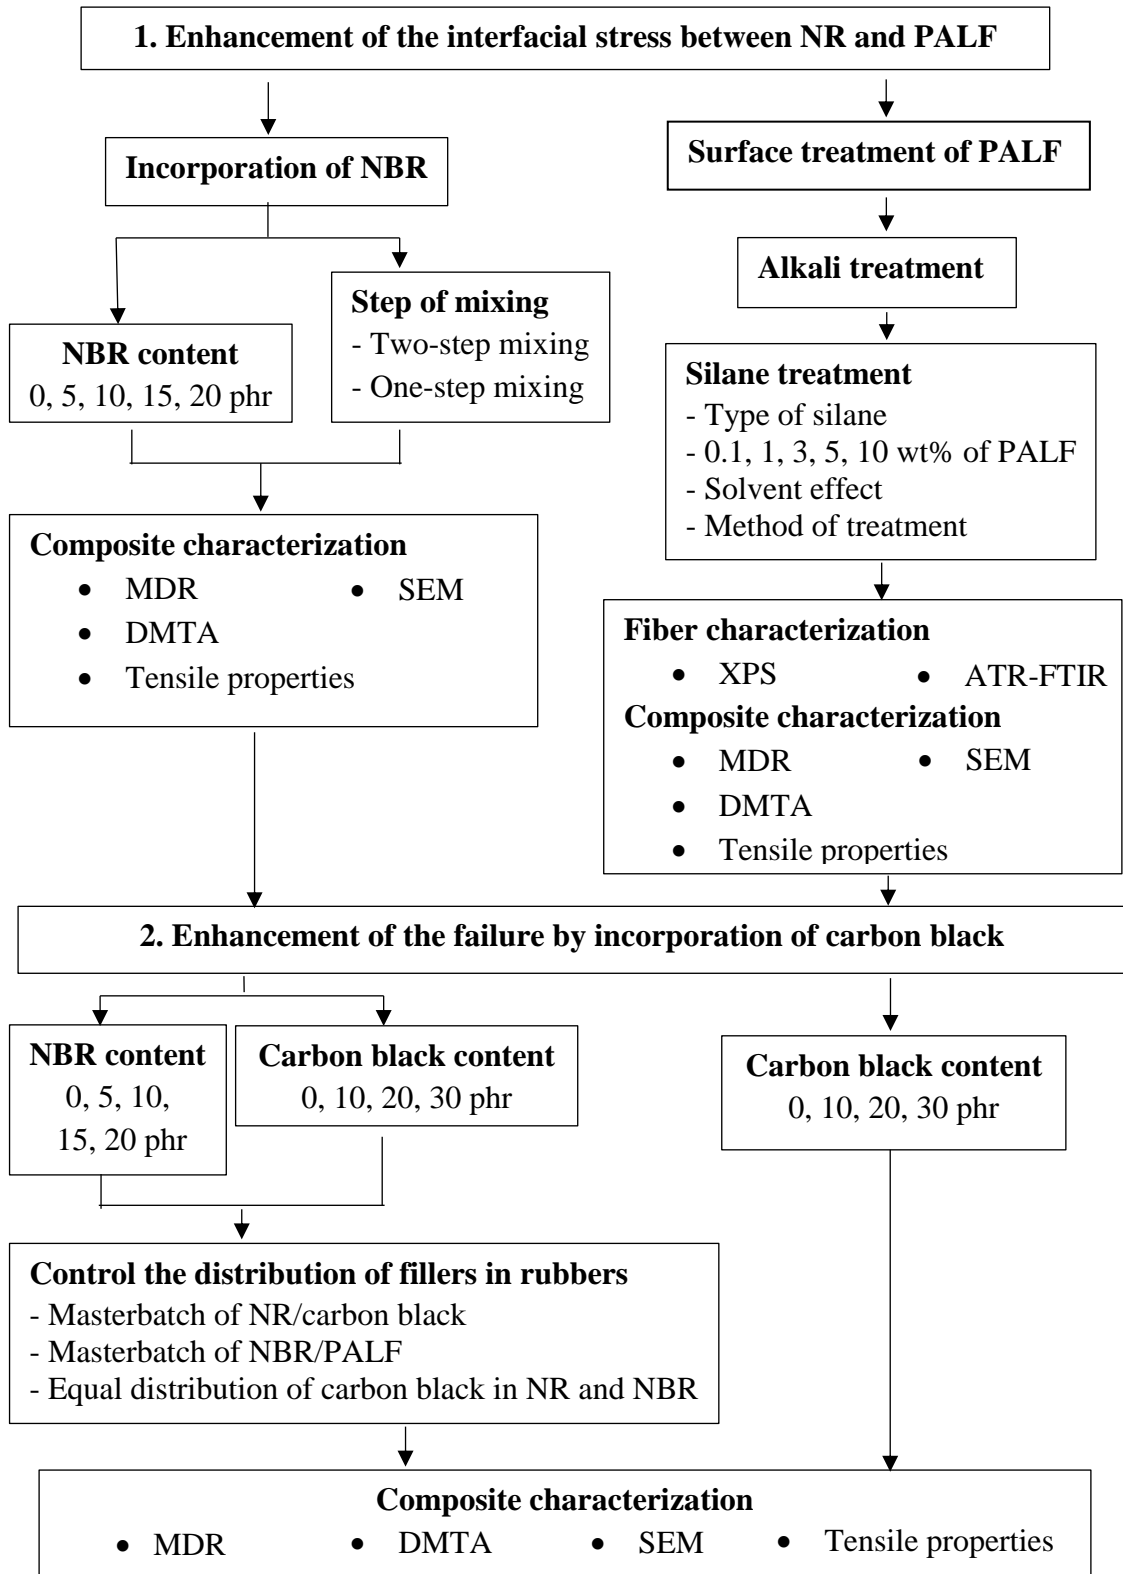 1. Enhancement of the interfacial stress between NR and PALF
Incorporation of NBR
Surface treatment of PALF
Alkali treatment
NBR content
0, 5, 10, 15, 20 phr
Step of mixing
- Two-step mixing
- One-step mixing
Silane treatment
- Type of silane
- 0.1, 1, 3, 5, 10 wt% of PALF
- Solvent effect
- Method of treatment
Composite characterization
• MDR
• SEM
• DMTA
• Tensile properties
Fiber characterization
• XPS
• ATR-FTIR
Composite characterization
• MDR
• SEM
• DMTA
• Tensile properties
2. Enhancement of the failure by incorporation of carbon black
NBR content
0, 5, 10,
15, 20 phr
Carbon black content
0, 10, 20, 30 phr
Carbon black content
0, 10, 20, 30 phr
Control the distribution of fillers in rubbers
- Masterbatch of NR/carbon black
- Masterbatch of NBR/PALF
- Equal distribution of carbon black in NR and NBR
Composite characterization
• MDR • DMTA • SEM • Tensile properties